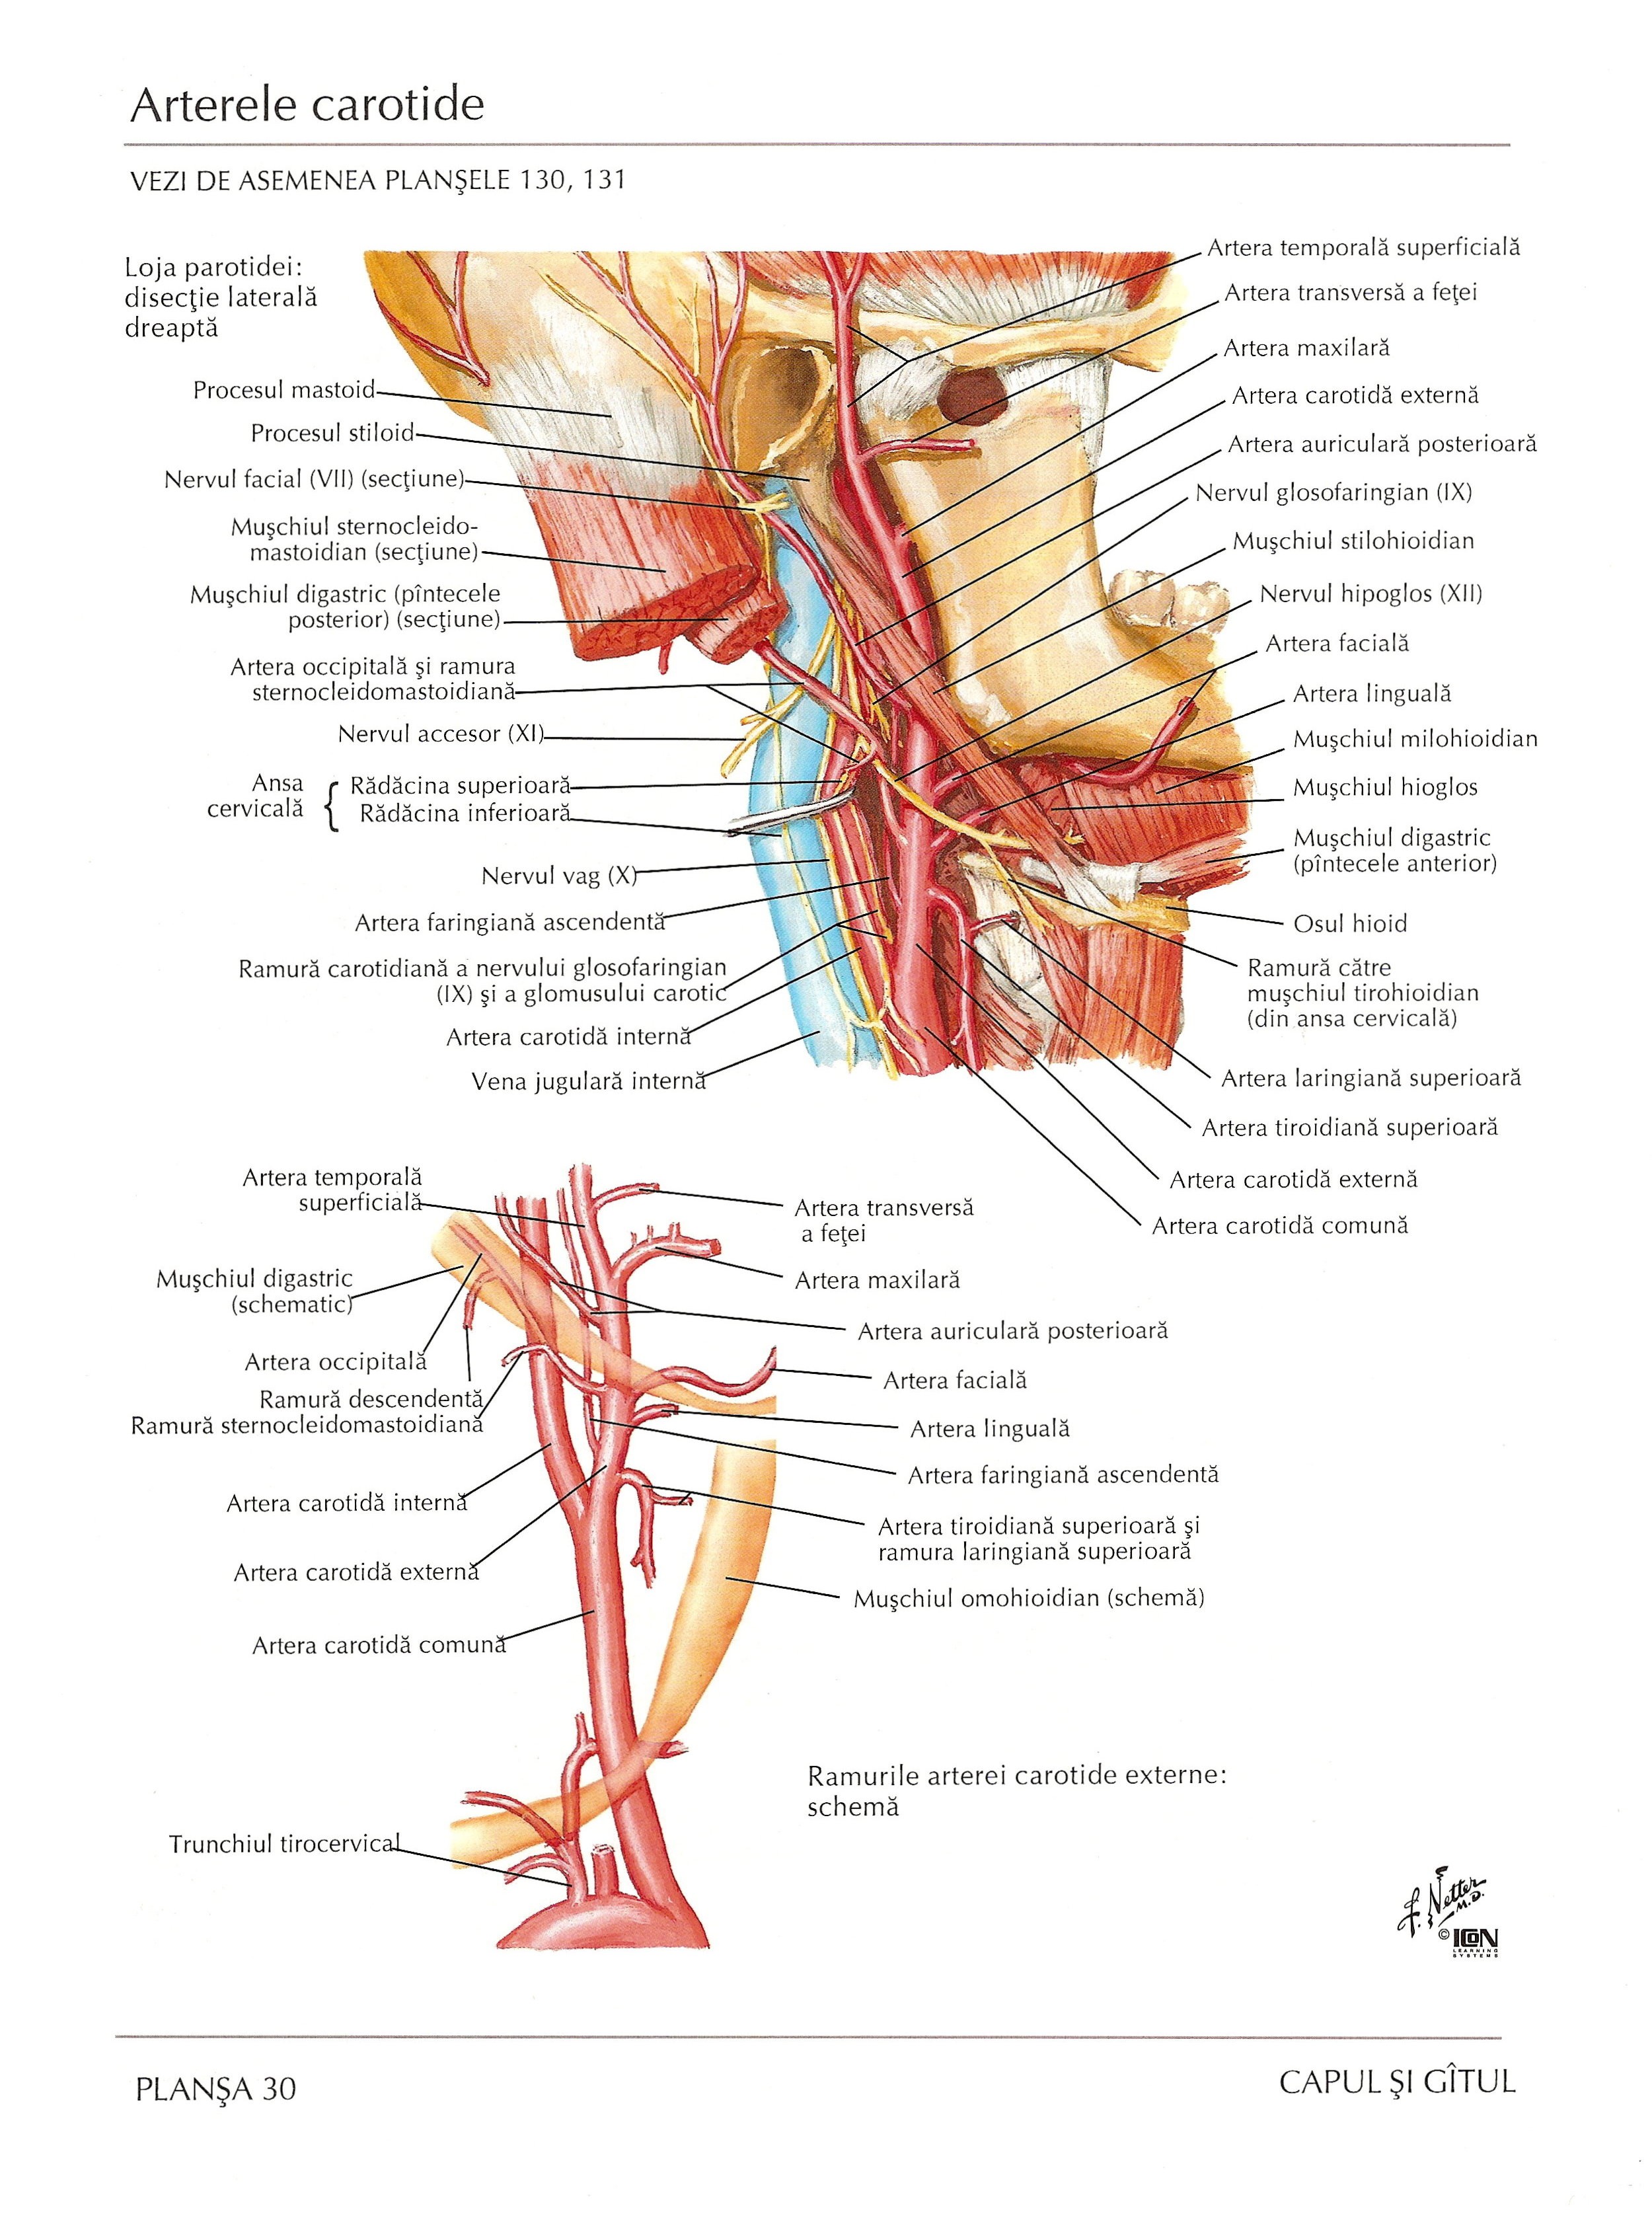 Arterele carotide
VEZI DE ASEMENEA PLANŞELE 130, 131
Loja parotidei:
disecţie laterală
dreaptă
Procesul mastoid
Procesul stiloid
Nervul facial (VII) (secţiune)
Muşchiul sternocleido-
mastoidian (secţiune)
Muşchiul digastric (pîntecele
posterior) (secţiune)
Artera occipitală şi ramura
sternocleidomastoidiană
Nervul accesor (XI)
Ansa
cervicală
Rădăcina superioară
Rădăcina inferioară
Nervul vag (X)
Artera faringiană ascendentă
Ramură carotidiană a nervului glosofaringian
(IX) şi a glomusului carotic
Artera carotidă internă
Vena jugulară internă
Artera temporală superficială
Artera transversă a feţei
Artera maxilară
Artera carotidă externă
Artera auriculară posterioară
Nervul glosofaringian (IX)
Muşchiul stilohioidian
Nervul hipoglos (XII)
Artera facială
Artera linguală
Muşchiul milohioidian
Muşchiul hioglos
Muşchiul digastric
(pîntecele anterior)
Osul hioid
Ramură către
muşchiul tirohioidian
(din ansa cervicală)
Artera laringiană superioară
Artera tiroidiană superioară
Artera carotidă externă
Artera carotidă comună
Artera temporală
superficială
Muşchiul digastric
(schematic)
Artera occipitală
Ramură descendentă
Ramură sternocleidomastoidiană
Artera carotidă internă
Artera carotidă externă
Artera carotidă comună
Trunchiul tirocervical
Artera transversă
a feţei
Artera maxilară
Artera auriculară posterioară
Artera facială
Artera linguală
Artera faringiană ascendentă
Artera tiroidiană superioară şi
ramura laringiană superioară
Muşchiul omohioidian (schemă)
Ramurile arterei carotide externe:
schemă
F. Netter
M.D.
© ICON
LEARNING
SYSTEMS
PLANŞA 30
CAPUL ŞI GÎTUL